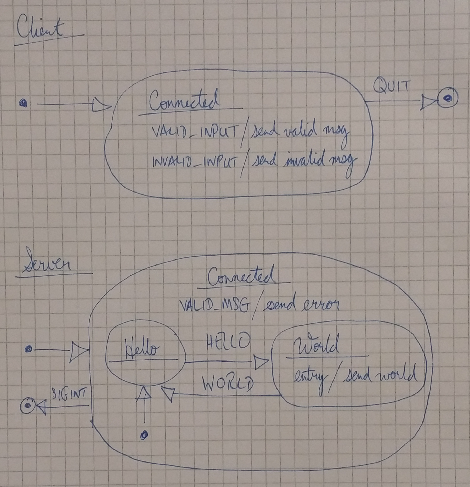 Client
QUIT
Connected
VALID_INPUT/send valid msg
INVALID_INPUT/send invalid msg
Server
Connected
VALID_MSG/send error
Hello
HELLO
World
WORLD
entry/send world
SIGINT